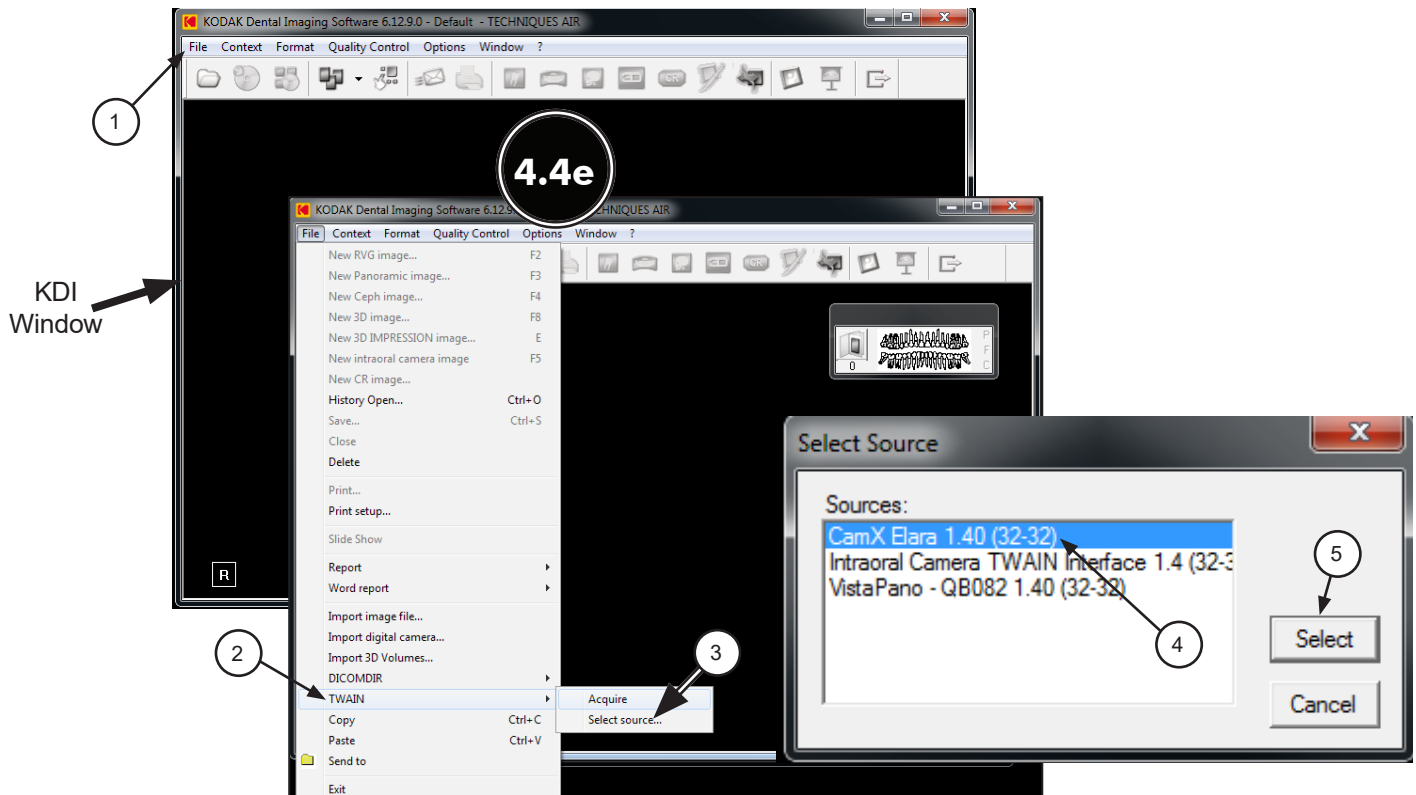 KODAK Dental Imaging Software 6.12.9.0 - Default - TECHNIQUES AIR
File Context Format Quality Control Options Window ?
CR
1
4.4e
KDI
Window
R
KODAK Dental Imaging Software 6.12.9 TECHNIQUES AIR
File Context Format Quality Control Options Window ?
CR
New RVG image... F2
New Panoramic image... F3
New Ceph image... F4
New 3D image... F8
New 3D IMPRESSION image... E
New intraoral camera image F5
New CR image...
History Open... Ctrl+O
Save... Ctrl+S
Close
Delete
Print...
Print setup...
Slide Show
Report
Word report
Import image file...
Import digital camera...
Import 3D Volumes...
DICOMDIR
TWAIN
Copy Ctrl+C
Paste Ctrl+V
Send to
Exit
2
Acquire
Select source...
3
0
P
F
C
Select Source
Sources:
CamX Elara 1.40 (32-32)
Intraoral Camera TWAIN Interface 1.4 (32-3
VistaPano - QB082 1.40 (32-32)
4
5
Select
Cancel